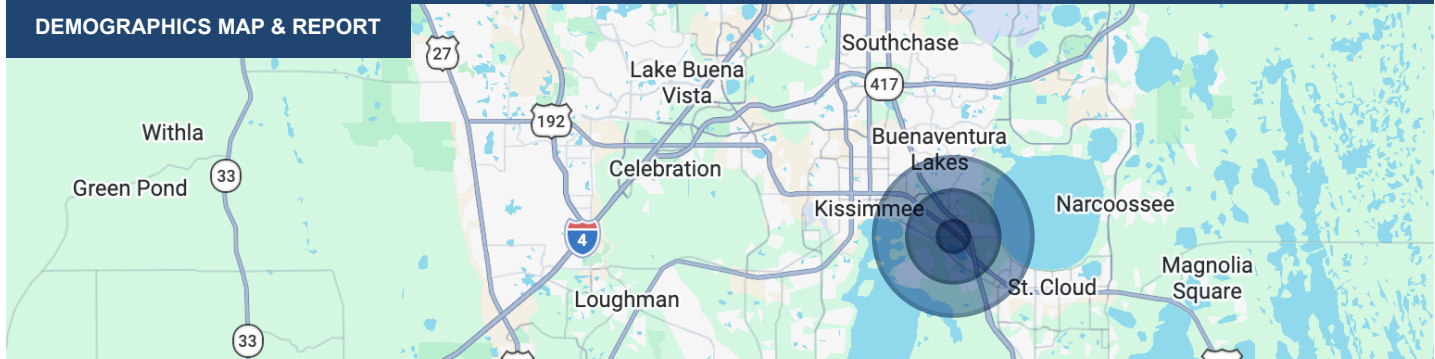 DEMOGRAPHICS MAP & REPORT
27
Southchase
Lake Buena
Vista
417
192
Withla
Buenaventura
Lakes
Celebration
33
Green Pond
Kissimmee
Narcoossee
4
Magnolia
Square
St. Cloud
Loughman
33